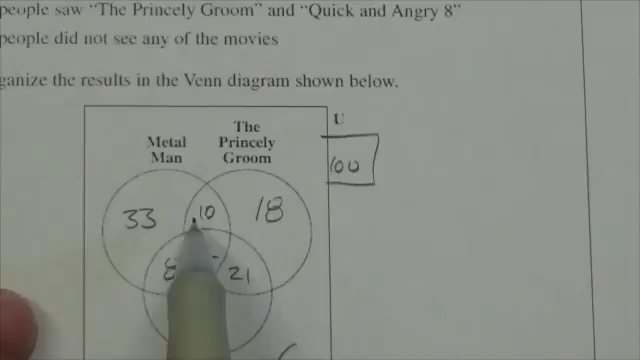 people saw “The Princely Groom” and “Quick and Angry 8”
people did not see any of the movies
ganize the results in the Venn diagram shown below.
U
The
Metal Princely
Man Groom
100
33 10 18
8 21